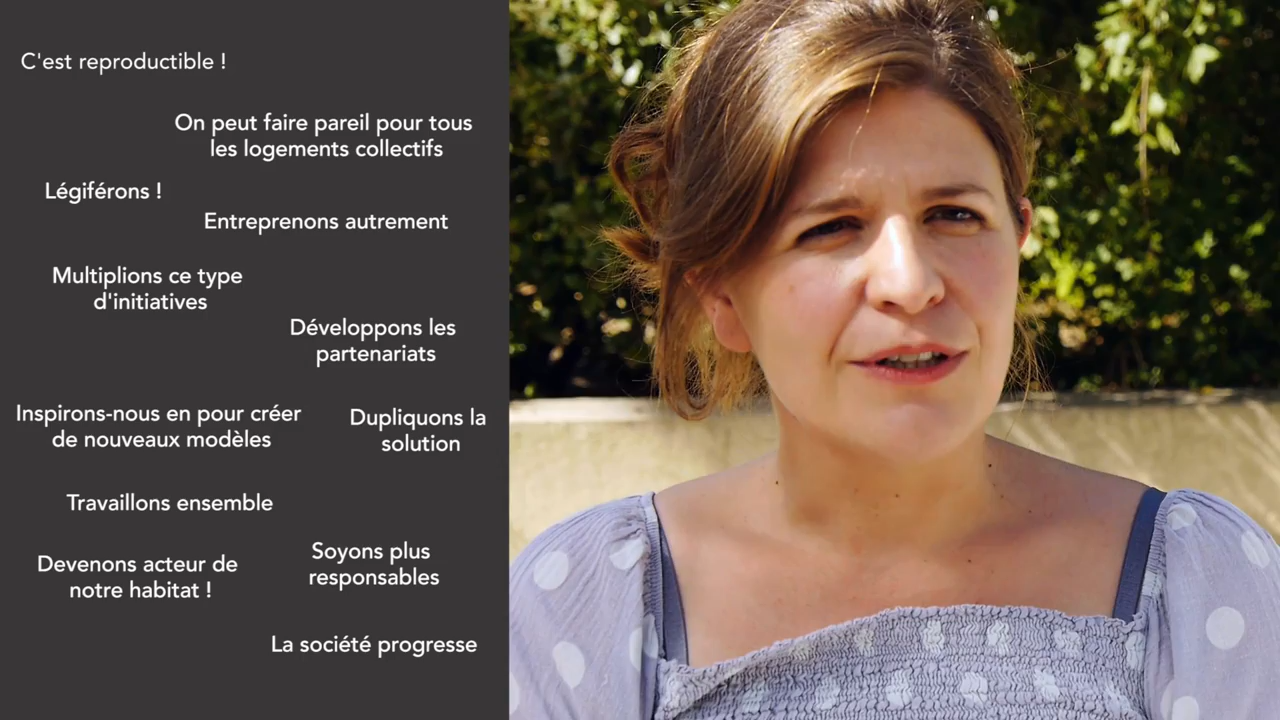 C'est reproductible !
On peut faire pareil pour tous
les logements collectifs
Légiférons !
Entreprenons autrement
Multiplions ce type
d'initiatives
Développons les
partenariats
Inspirons-nous en pour créer
de nouveaux modèles
Dupliquons la
solution
Travaillons ensemble
Soyons plus
responsables
Devenons acteur de
notre habitat !
La société progresse